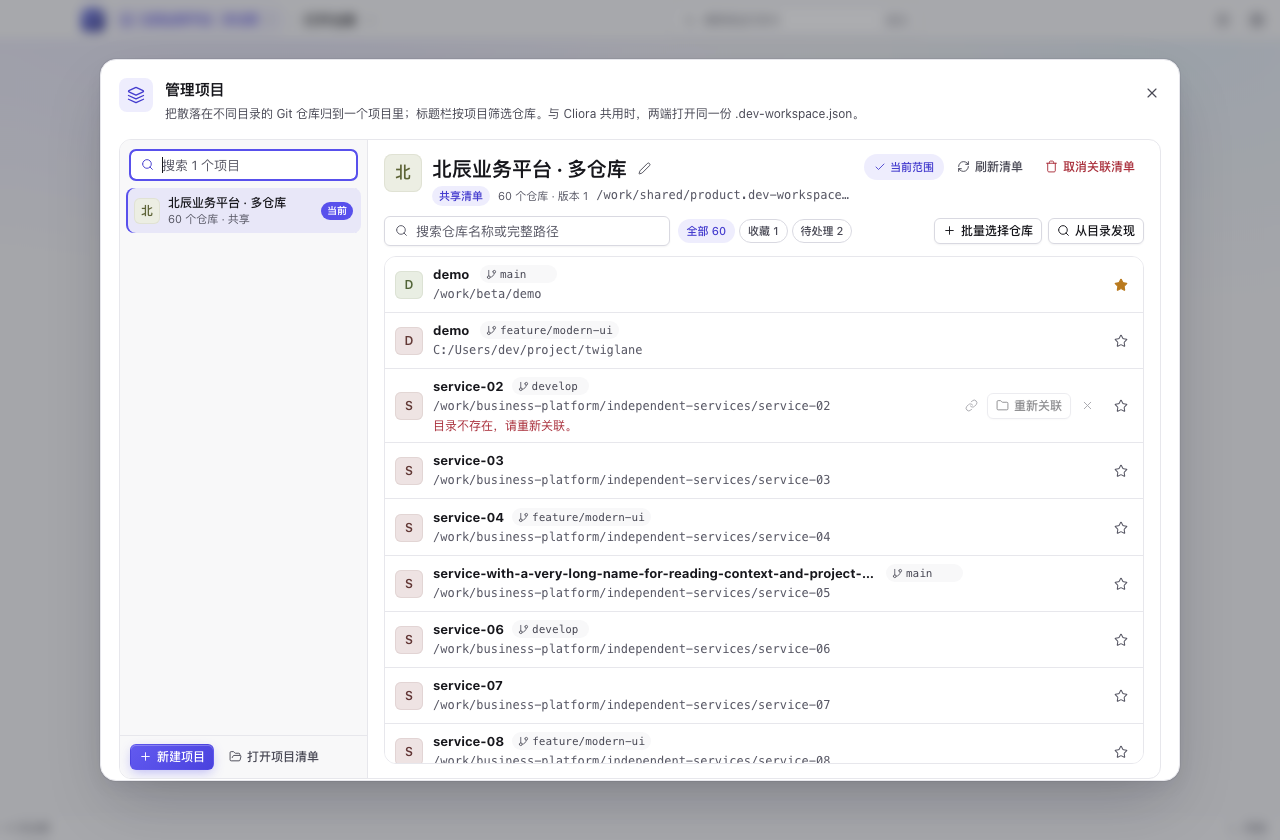 管理项目
把散落在不同目录的 Git 仓库归到一个项目里；标题栏按项目筛选仓库。与 Cliora 共用时，两端打开同一份 .dev-workspace.json。
搜索 1 个项目
北
北辰业务平台 · 多仓库
60 个仓库 · 共享
当前
新建项目
打开项目清单
北
北辰业务平台 · 多仓库
当前范围
刷新清单
取消关联清单
共享清单
60 个仓库 · 版本 1
/work/shared/product.dev-workspace…
搜索仓库名称或完整路径
全部 60
收藏 1
待处理 2
批量选择仓库
从目录发现
D
demo
main
/work/beta/demo
D
demo
feature/modern-ui
C:/Users/dev/project/twiglane
S
service-02
develop
/work/business-platform/independent-services/service-02
目录不存在，请重新关联。
重新关联
S
service-03
/work/business-platform/independent-services/service-03
S
service-04
feature/modern-ui
/work/business-platform/independent-services/service-04
S
service-with-a-very-long-name-for-reading-context-and-project-...
main
/work/business-platform/independent-services/service-05
S
service-06
develop
/work/business-platform/independent-services/service-06
S
service-07
/work/business-platform/independent-services/service-07
S
service-08
feature/modern-ui
/work/business-platform/independent-services/service-08